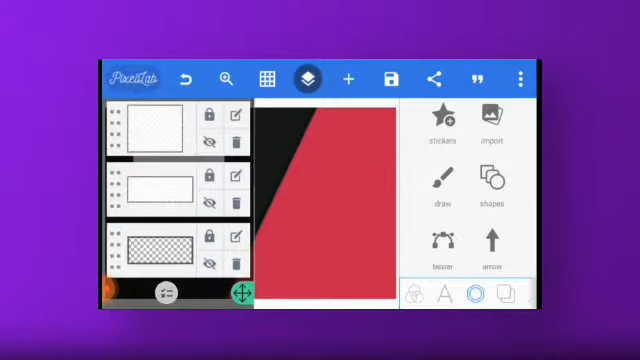 PixelLab
stickers
import
draw
shapes
bezier
arrow